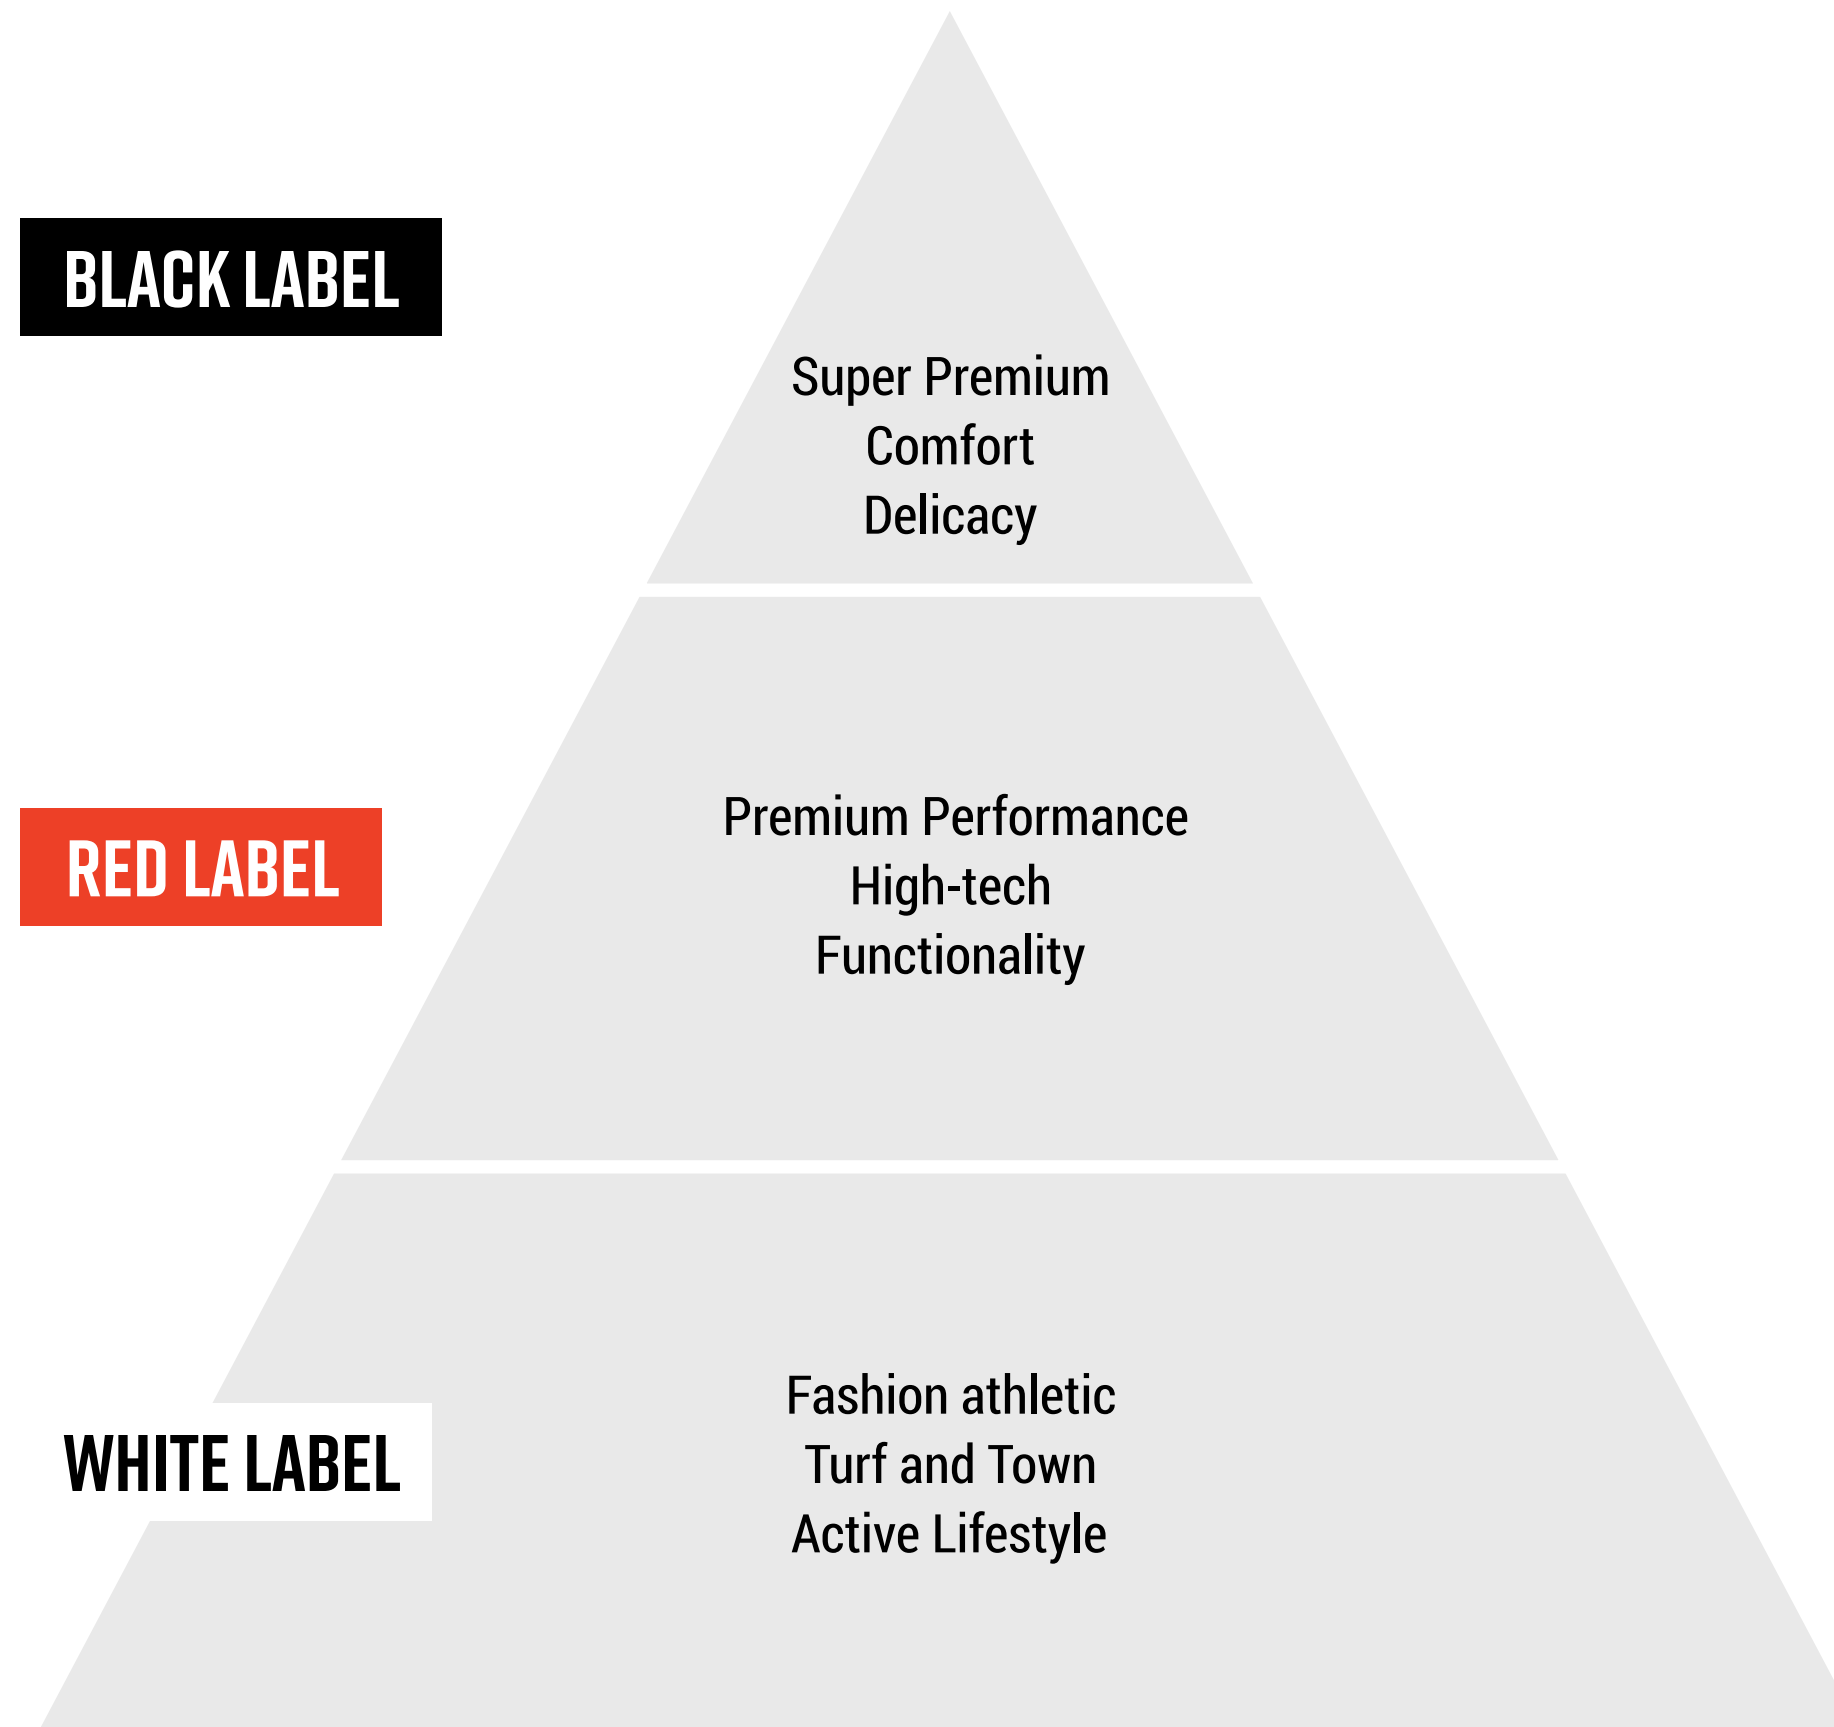 BLACK LABEL
Super Premium
Comfort
Delicacy
RED LABEL
Premium Performance
High-tech
Functionality
WHITE LABEL
Fashion athletic
Turf and Town
Active Lifestyle